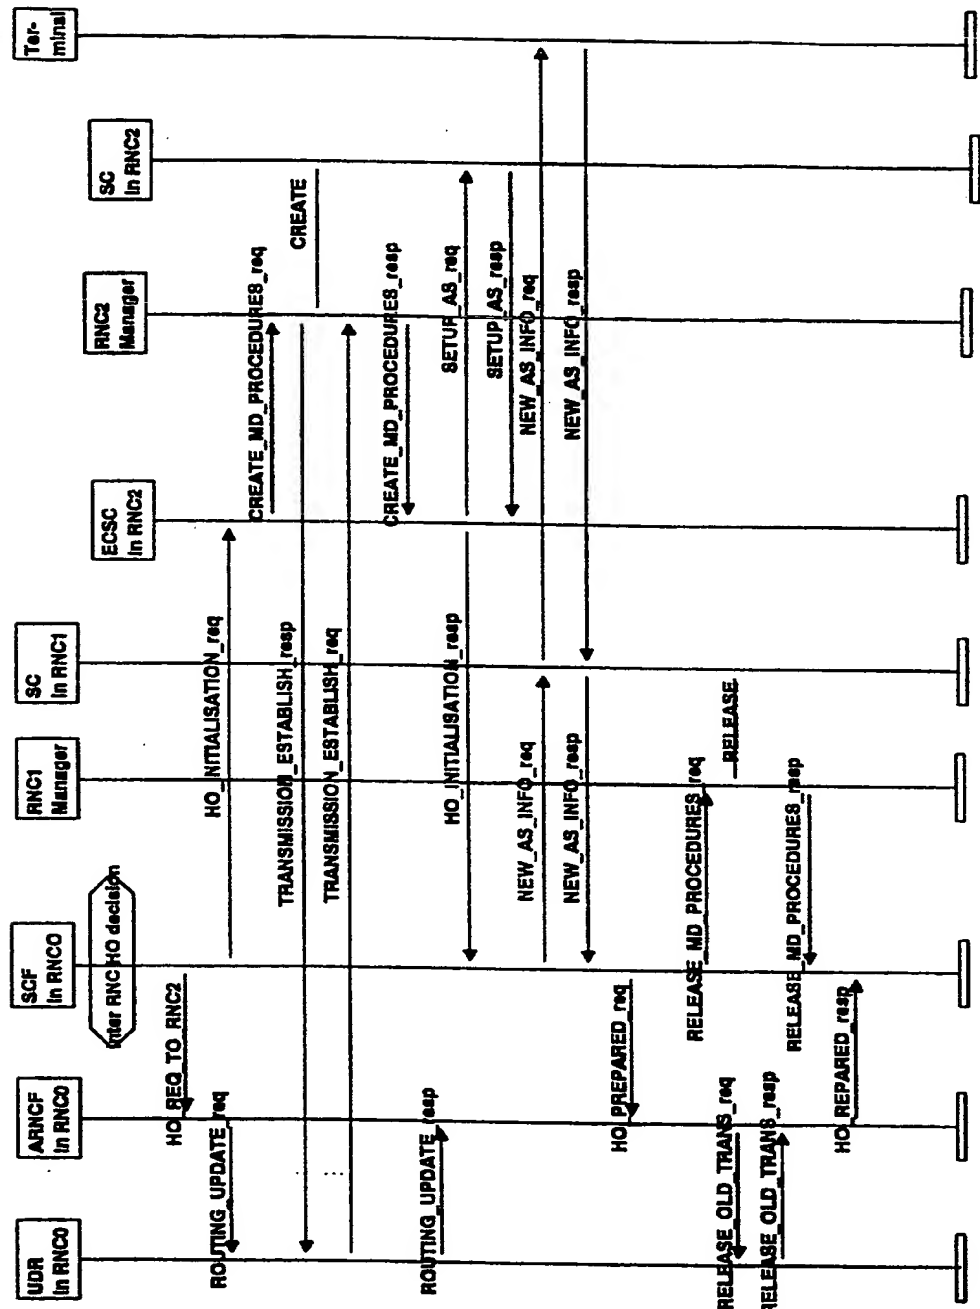 UDR
In RNC0
ARNCF
In RNC0
SCF
In RNC0
RNC1
Manager
SC
In RNC1
ECSC
In RNC2
RNC2
Manager
SC
In RNC2
Ter-
minal
Inter RNC HO decision
HO_REQ_TO_RNC2
ROUTING_UPDATE_req
HO_NITIALISATION_req
CREATE_MD_PROCEDURES_req
TRANSMISSION_ESTABLISH_resp
CREATE
TRANSMISSION_ESTABLISH_req
CREATE_MD_PROCEDURES_resp
ROUTING_UPDATE_resp
HO_INITIALISATION_resp
SETUP_AS_req
SETUP_AS_resp
NEW_AS_INFO_req
NEW_AS_INFO_req
NEW_AS_INFO_resp
NEW_AS_INFO_resp
HO_PREPARED_req
RELEASE_MD_PROCEDURES_req
RELEASE
RELEASE_OLD_TRANS_req
RELEASE_OLD_TRANS_resp
RELEASE_MD_PROCEDURES_resp
HO_REPARED_resp